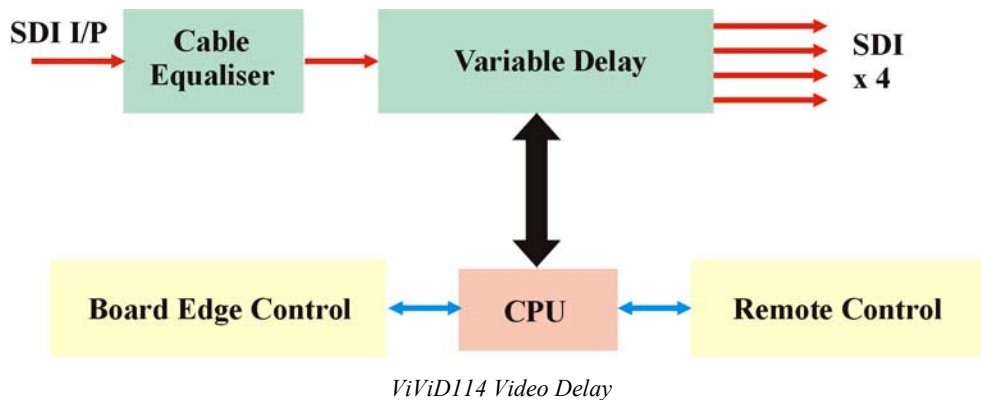 SDI I/P
Cable
Equaliser
Variable Delay
SDI
x 4
Board Edge Control
CPU
Remote Control
ViViD114 Video Delay